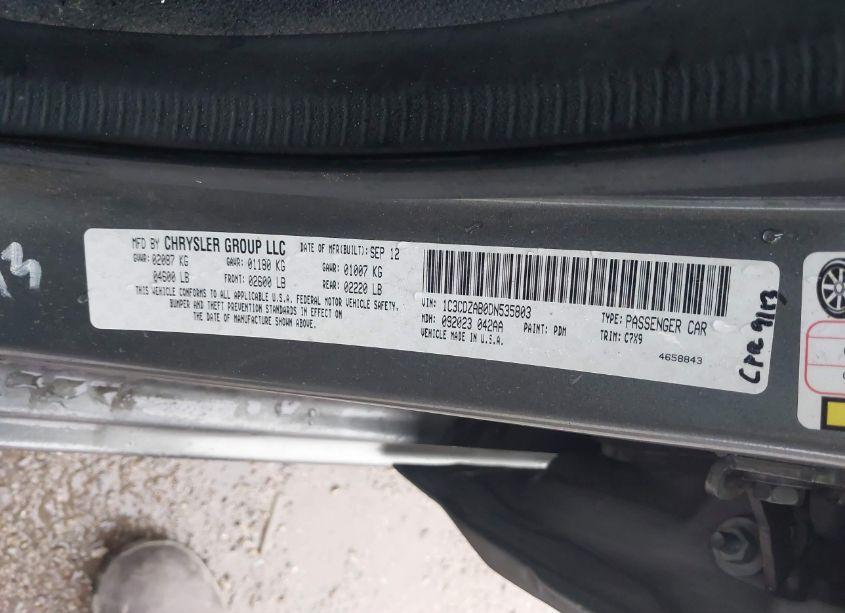 MFD BY CHRYSLER GROUP LLC DATE OF MFR(BUILT): SEP 12
GVWR: 02087 KG GAWR: 01180 KG GAWR: 01007 KG
04600 LB FRONT: 02600 LB REAR: 02220 LB
THIS VEHICLE CONFORMS TO ALL APPLICABLE U.S.A. FEDERAL MOTOR VEHICLE SAFETY,
BUMPER AND THEFT PREVENTION STANDARDS IN EFFECT ON
THE DATE OF MANUFACTURE SHOWN ABOVE.
VIN: 1C3CDZAB0DN535803 TYPE: PASSENGER CAR
MDH: 092023 042AA PAINT: PDM TRIM: C7X9
VEHICLE MADE IN U.S.A.
4658843
CPR 9113